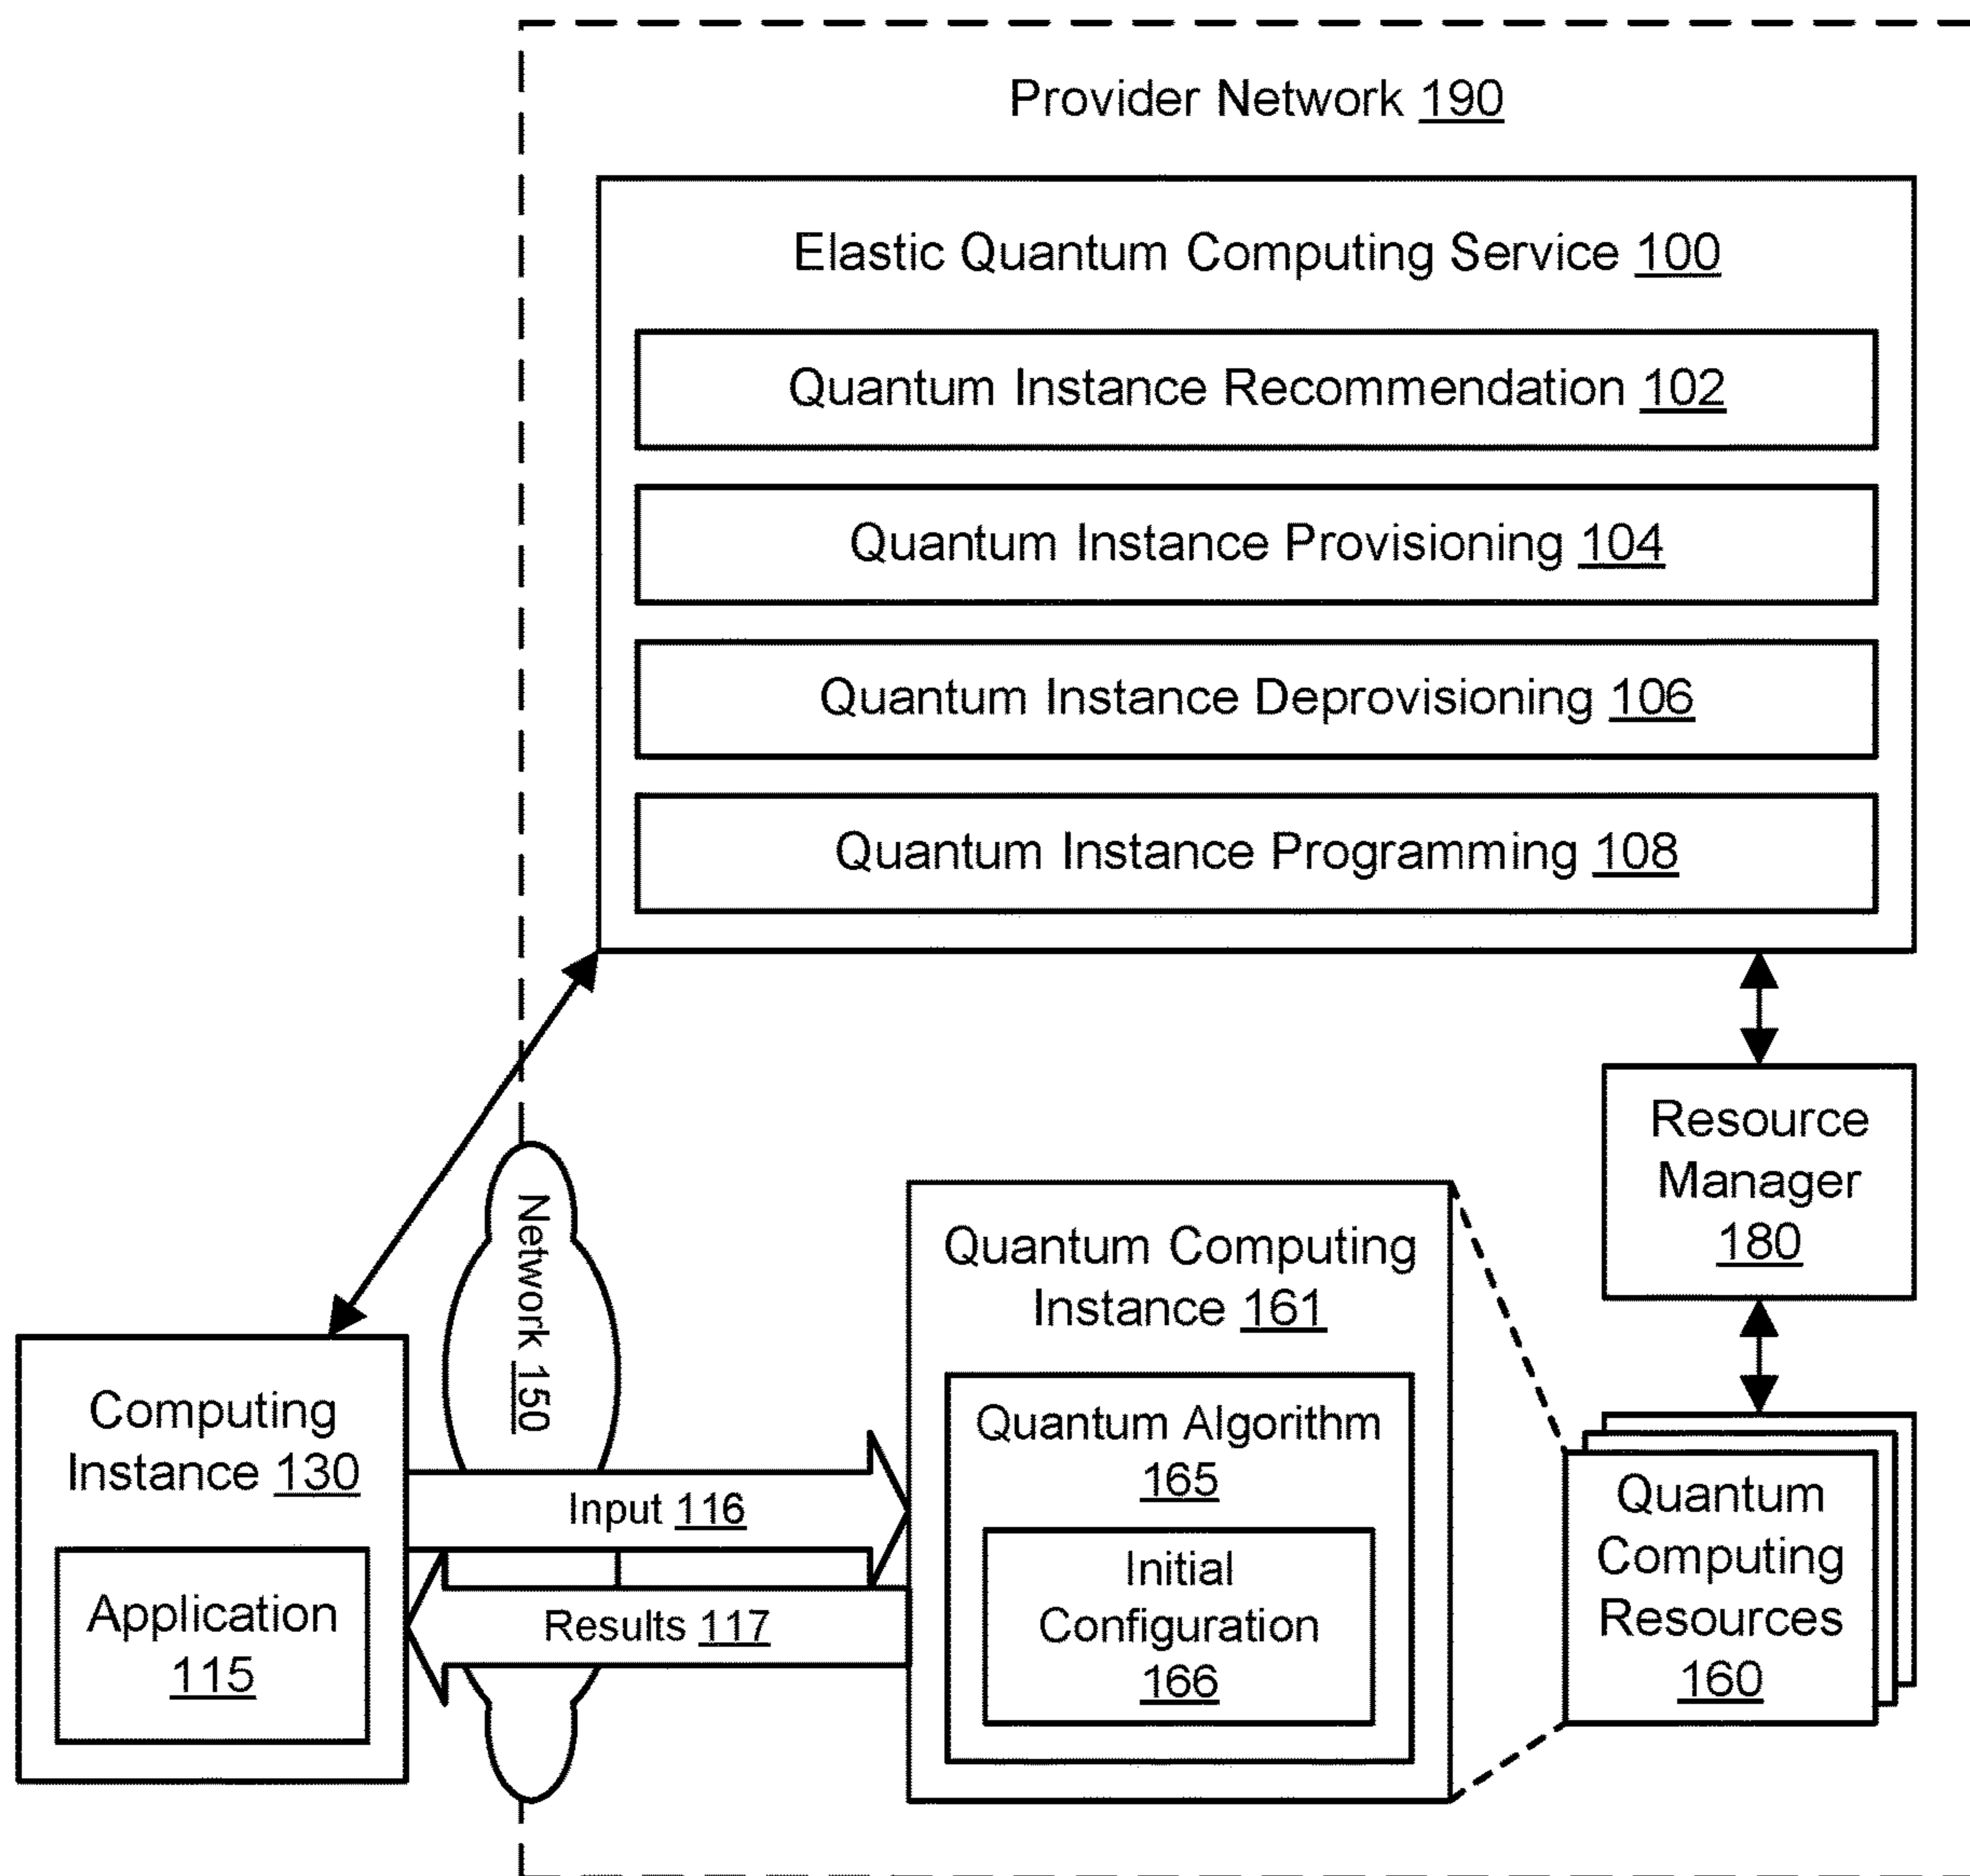 Provider Network 190
Elastic Quantum Computing Service 100
Quantum Instance Recommendation 102
Quantum Instance Provisioning 104
Quantum Instance Deprovisioning 106
Quantum Instance Programming 108
Resource
Manager
180
Network 150
Quantum Computing
Instance 161
Computing
Instance 130
Quantum Algorithm
165
Input 116
Quantum
Computing
Resources
160
Initial
Configuration
166
Application
115
Results 117